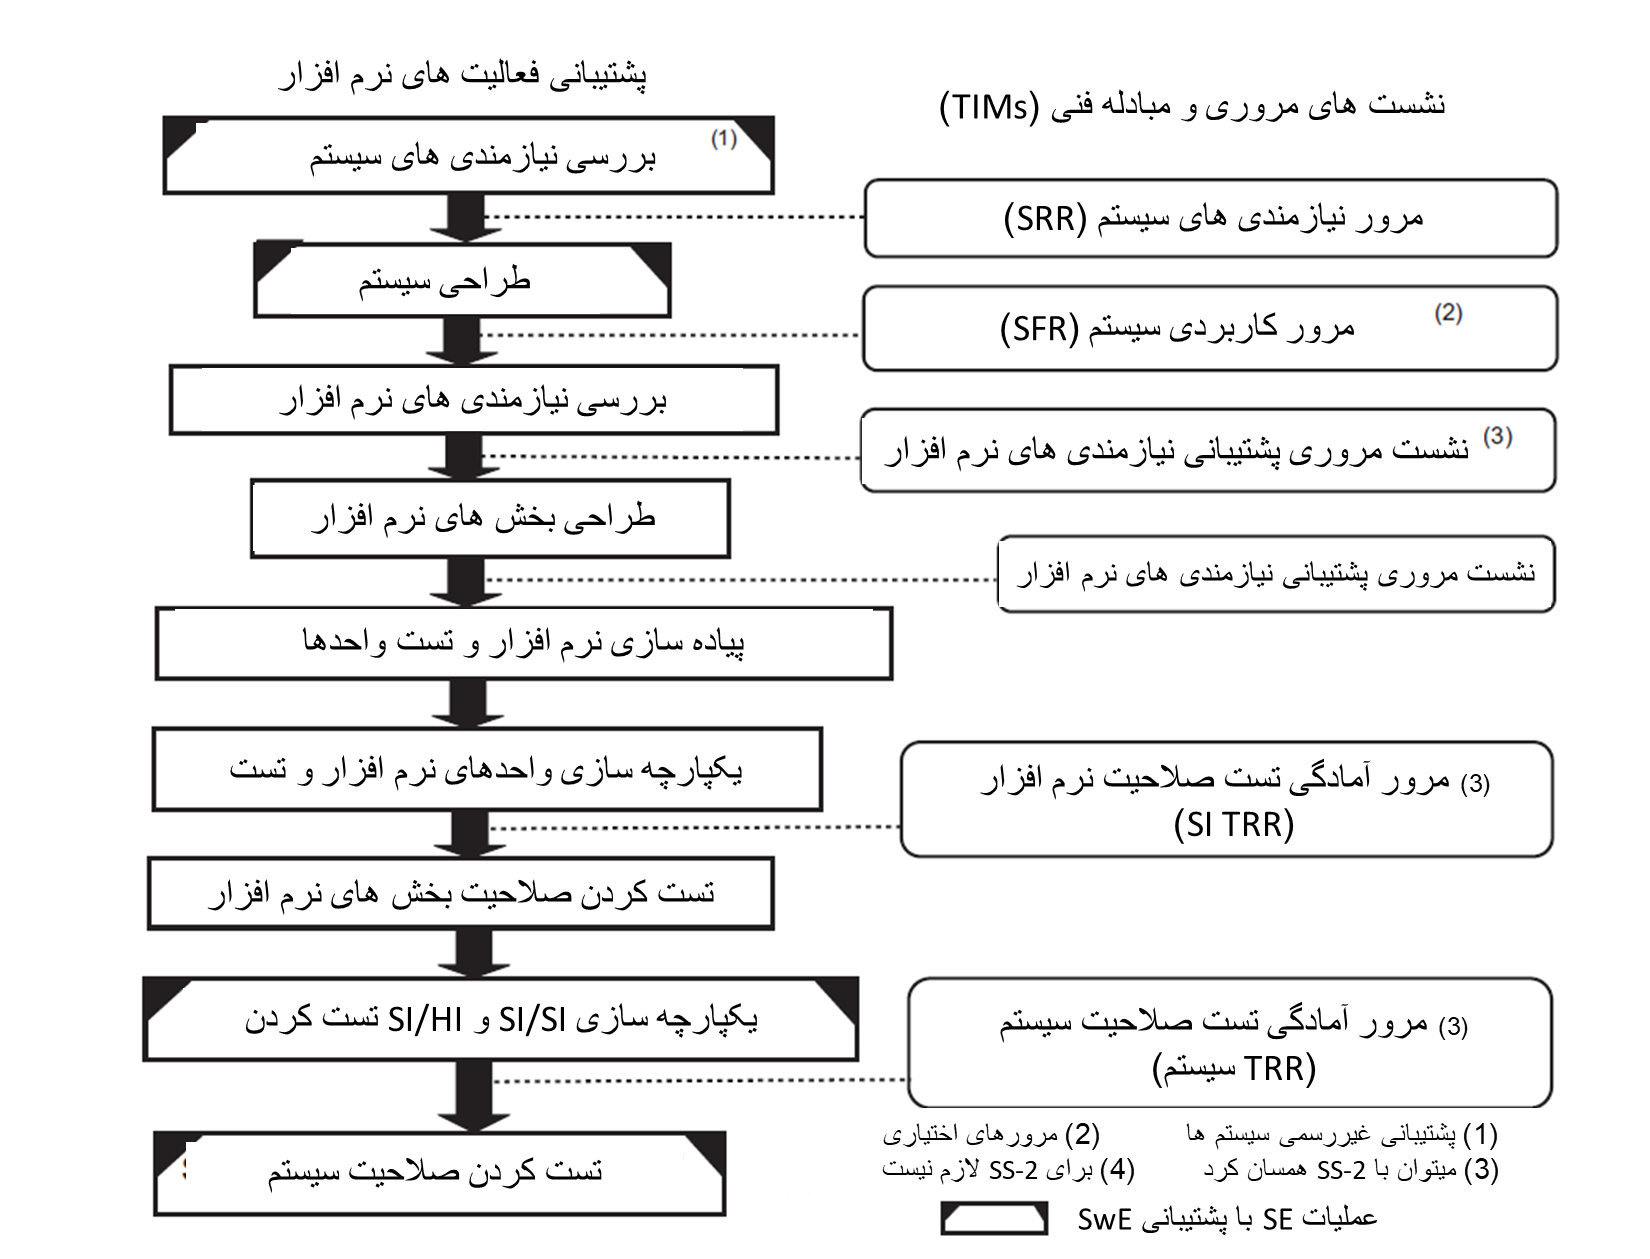 پشتیبانی فعالیت های نرم افزار
نشست های مروری و مبادله فنی (TIMs)
بررسی نیازمندی های سیستم (1)
مرور نیازمندی های سیستم (SRR)
طراحی سیستم
مرور کاربردی سیستم (SFR) (2)
بررسی نیازمندی های نرم افزار
(3) نشست مروری پشتیبانی نیازمندی های نرم افزار
طراحی بخش های نرم افزار
نشست مروری پشتیبانی نیازمندی های نرم افزار
پیاده سازی نرم افزار و تست واحدها
یکپارچه سازی واحدهای نرم افزار و تست
(3) مرور آمادگی تست صلاحیت نرم افزار
(SI TRR)
تست کردن صلاحیت بخش های نرم افزار
یکپارچه سازی SI/SI و SI/HI تست کردن
(3) مرور آمادگی تست صلاحیت سیستم
(TRR سیستم)
تست کردن صلاحیت سیستم
(1) پشتیبانی غیررسمی سیستم ها (2) مرورهای اختیاری
(3) میتوان با SS-2 همسان کرد (4) برای SS-2 لازم نیست
عملیات SE با پشتیبانی SwE